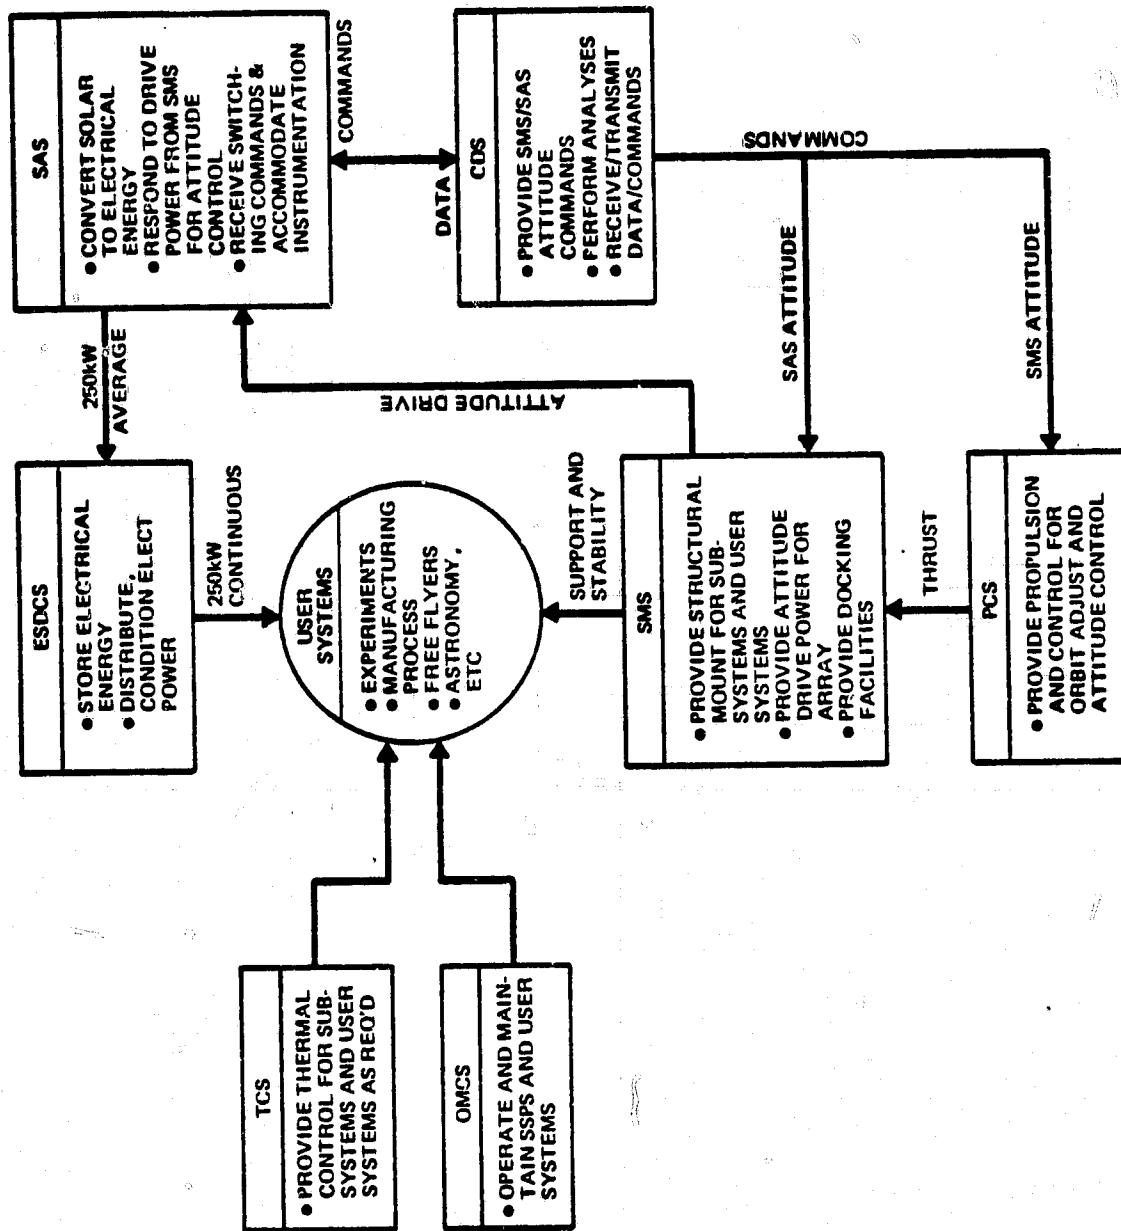 SAS
● CONVERT SOLAR
TO ELECTRICAL
ENERGY
● RESPOND TO DRIVE
POWER FROM SMS
FOR ATTITUDE
CONTROL
● RECEIVE SWITCH-
ING COMMANDS &
ACCOMMODATE
INSTRUMENTATION
COMMANDS
DATA
CDS
● PROVIDE SMS/SAS
ATTITUDE
COMMANDS
● FERFORM ANALYSES
● RECEIVE/TRANSMIT
DATA/COMMANDS
COMMANDS
250kW
AVERAGE
ATTITUDE DRIVE
SAS ATTITUDE
SMS ATTITUDE
ESDCS
● STORE ELECTRICAL
ENERGY
● DISTRIBUTE,
CONDITION ELECT
POWER
250kW
CONTINUOUS
USER
SYSTEMS
● EXPERIMENTS
● MANUFACTURING
PROCESS
● FREE FLYERS
● ASTRONOMY,
ETC
SUPPORT AND
STABILITY
SMS
● PROVIDE STRUCTURAL
MOUNT FOR SUB-
SYSTEMS AND USER
SYSTEMS
● PROVIDE ATTITUDE
DRIVE POWER FOR
ARRAY
● PROVIDE DOCKING
FACILITIES
THRUST
PCS
● PROVIDE PROPULSION
AND CONTROL FOR
ORBIT ADJUST AND
ATTITUDE CONTROL
TCS
● PROVIDE THERMAL
CONTROL FOR SUB-
SYSTEMS AND USER
SYSTEMS AS REQ'D
OMCS
● OPERATE AND MAIN-
TAIN SSPS AND USER
SYSTEMS